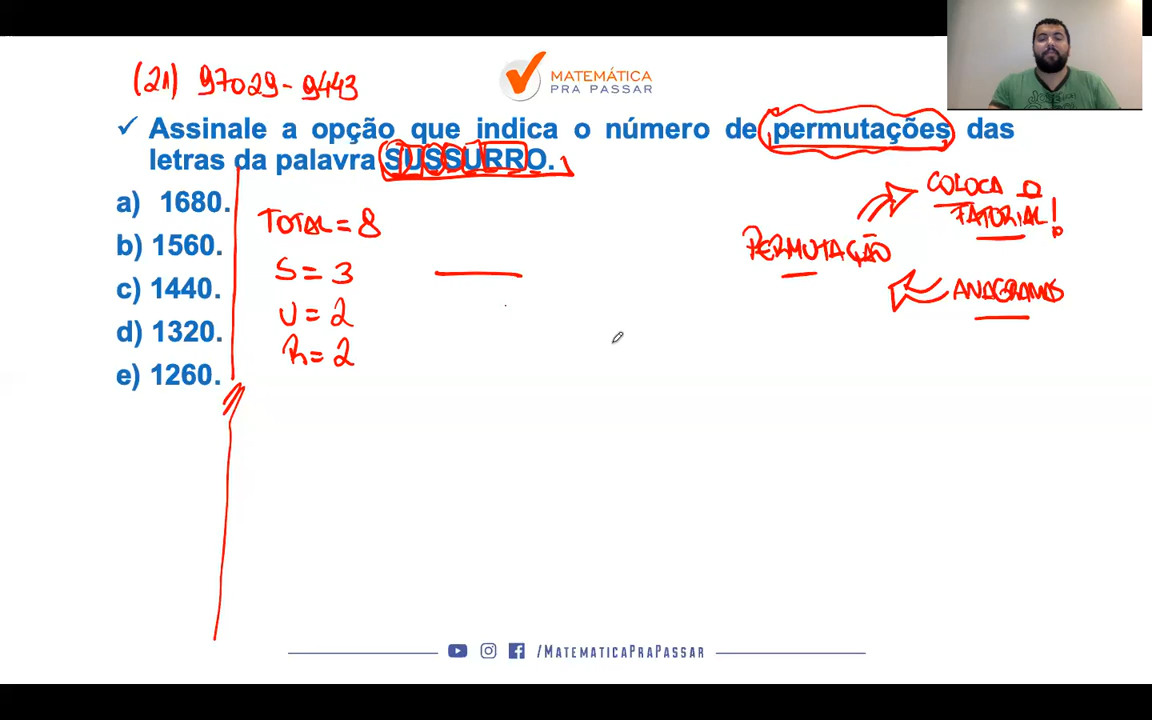 (21) 97029-9443
MATEMÁTICA
PRA PASSAR
✓ Assinale a opção que indica o número de permutações das
letras da palavra SUSSURRO.
a) 1680.
b) 1560.
c) 1440.
d) 1320.
e) 1260.
TOTAL = 8
S = 3
U = 2
R = 2
PERMUTAÇÃO
COLOCA O
FATORIAL!
ANAGRAMAS
/MATEMATICAPRAPASSAR